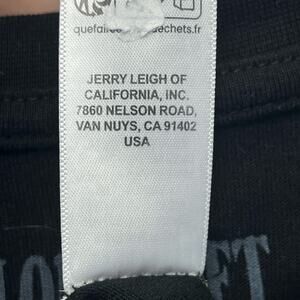 JERRY LEIGH OF
CALIFORNIA, INC.
7860 NELSON ROAD,
VAN NUYS, CA 91402
USA